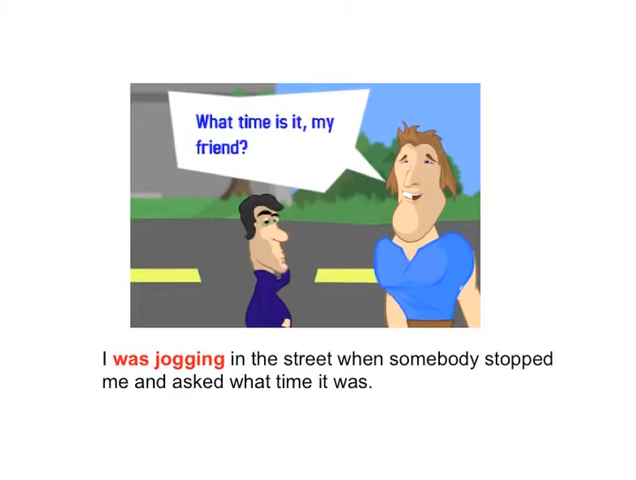 What time is it, my
friend?
I was jogging in the street when somebody stopped
me and asked what time it was.